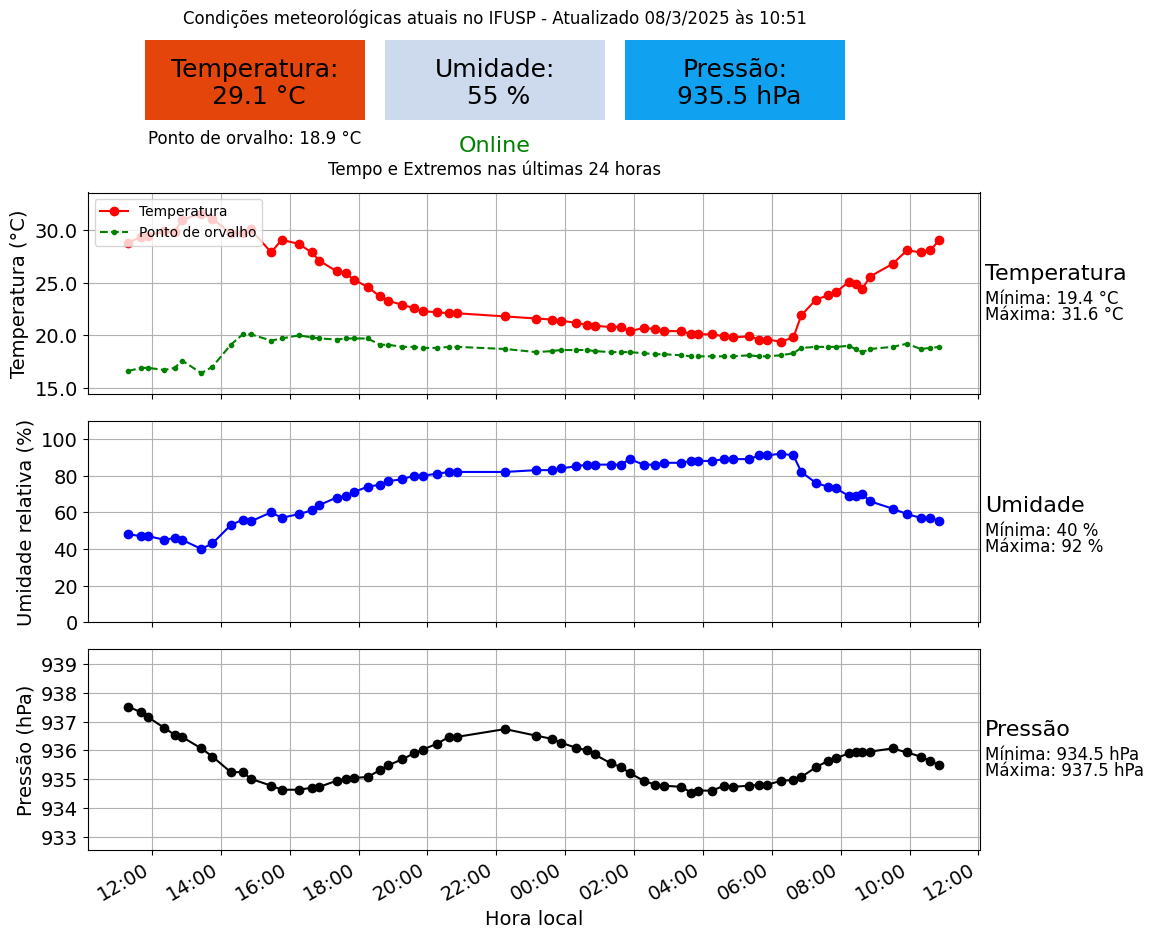 Condições meteorológicas atuais no IFUSP - Atualizado 08/3/2025 às 10:51
Temperatura:
29.1 °C
Umidade:
55 %
Pressão:
935.5 hPa
Ponto de orvalho: 18.9 °C
Online
Tempo e Extremos nas últimas 24 horas
Temperatura (°C)
30.0
25.0
20.0
15.0
Temperatura
Ponto de orvalho
Temperatura
Mínima: 19.4 °C
Máxima: 31.6 °C
Umidade relativa (%)
100
80
60
40
20
0
Umidade
Mínima: 40 %
Máxima: 92 %
Pressão (hPa)
939
938
937
936
935
934
933
Pressão
Mínima: 934.5 hPa
Máxima: 937.5 hPa
12:00
14:00
16:00
18:00
20:00
22:00
00:00
02:00
04:00
06:00
08:00
10:00
12:00
Hora local